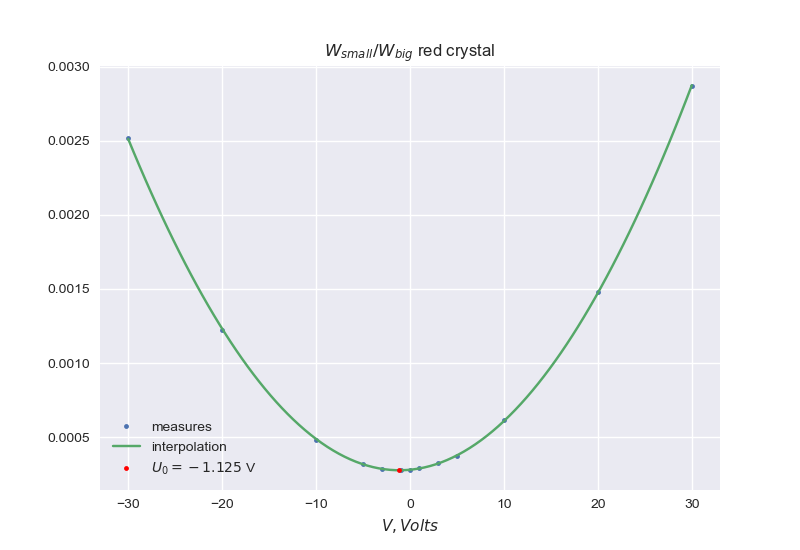 W_small/W_big red crystal
0.0030
0.0025
0.0020
0.0015
0.0010
0.0005
measures
interpolation
U_0 = −1.125 V
−30 −20 −10 0 10 20 30
V, Volts